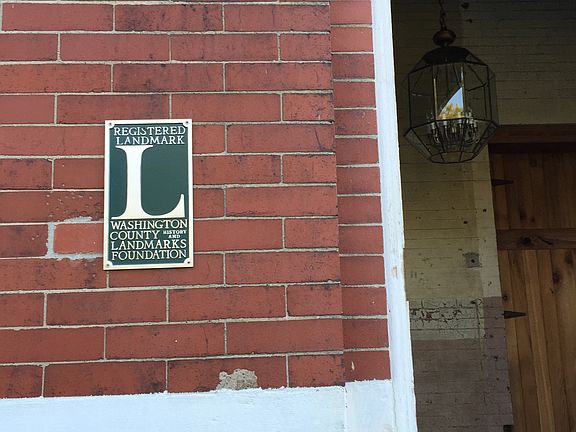 REGISTERED
LANDMARK
L
WASHINGTON
COUNTY HISTORY AND
LANDMARKS
FOUNDATION